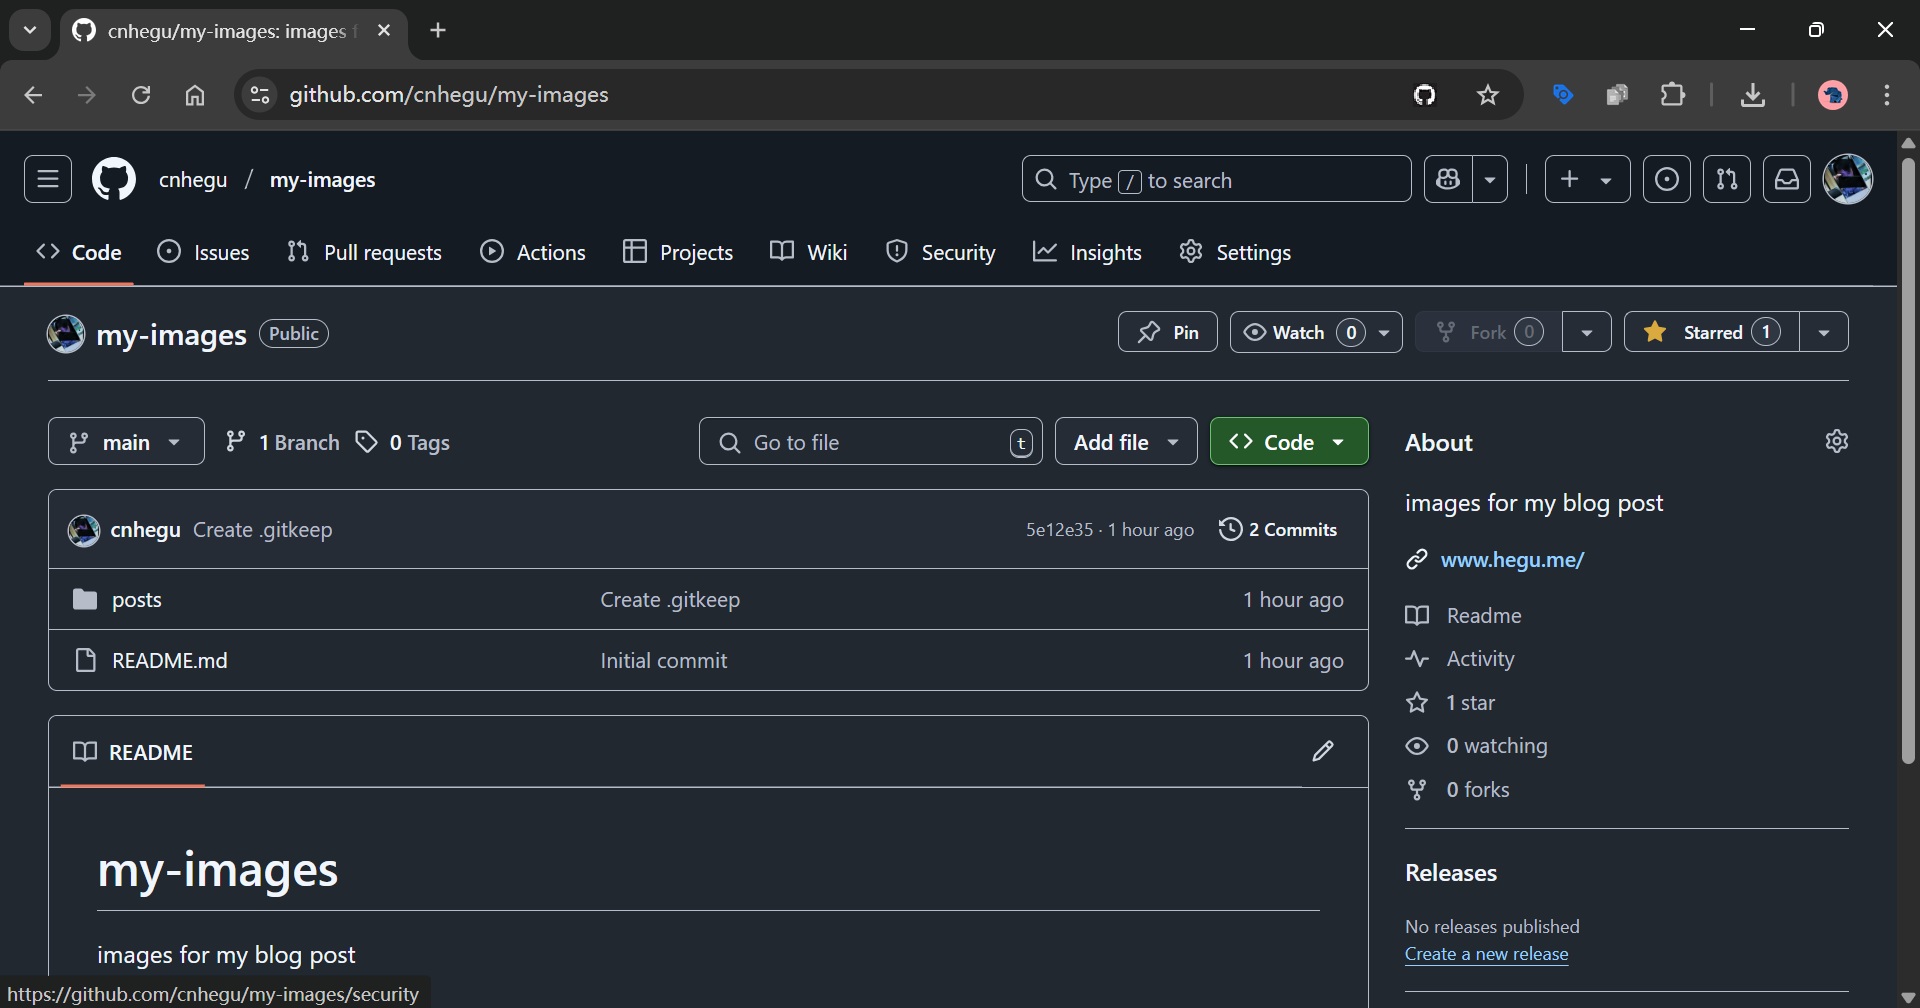 cnhegu/my-images: images f
github.com/cnhegu/my-images
cnhegu / my-images
Type / to search
Code Issues Pull requests Actions Projects Wiki Security Insights Settings
my-images Public
Pin Watch 0 Fork 0 Starred 1
main 1 Branch 0 Tags
Go to file t Add file Code
cnhegu Create .gitkeep 5e12e35 · 1 hour ago 2 Commits
posts Create .gitkeep 1 hour ago
README.md Initial commit 1 hour ago
README
my-images
images for my blog post
About
images for my blog post
www.hegu.me/
Readme
Activity
1 star
0 watching
0 forks
Releases
No releases published
Create a new release
https://github.com/cnhegu/my-images/security